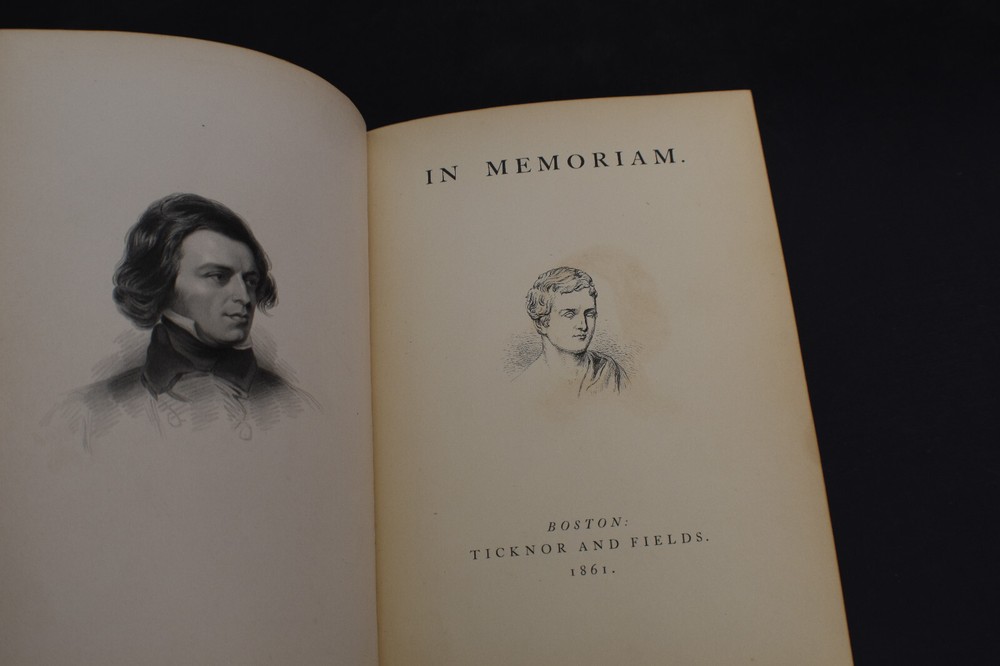 IN MEMORIAM.
BOSTON:
TICKNOR AND FIELDS.
1861.